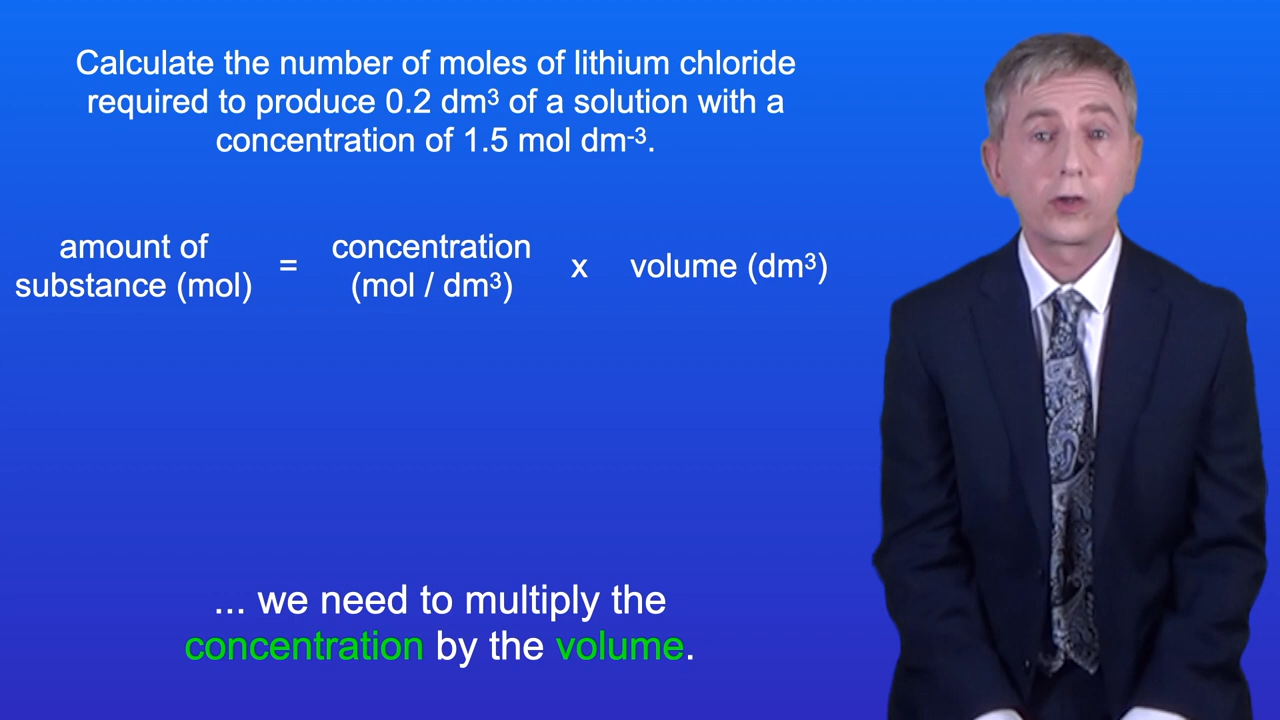 Calculate the number of moles of lithium chloride
required to produce 0.2 dm³ of a solution with a
concentration of 1.5 mol dm⁻³.
amount of
substance (mol)
=
concentration
(mol / dm³)
x
volume (dm³)
... we need to multiply the
concentration by the volume.